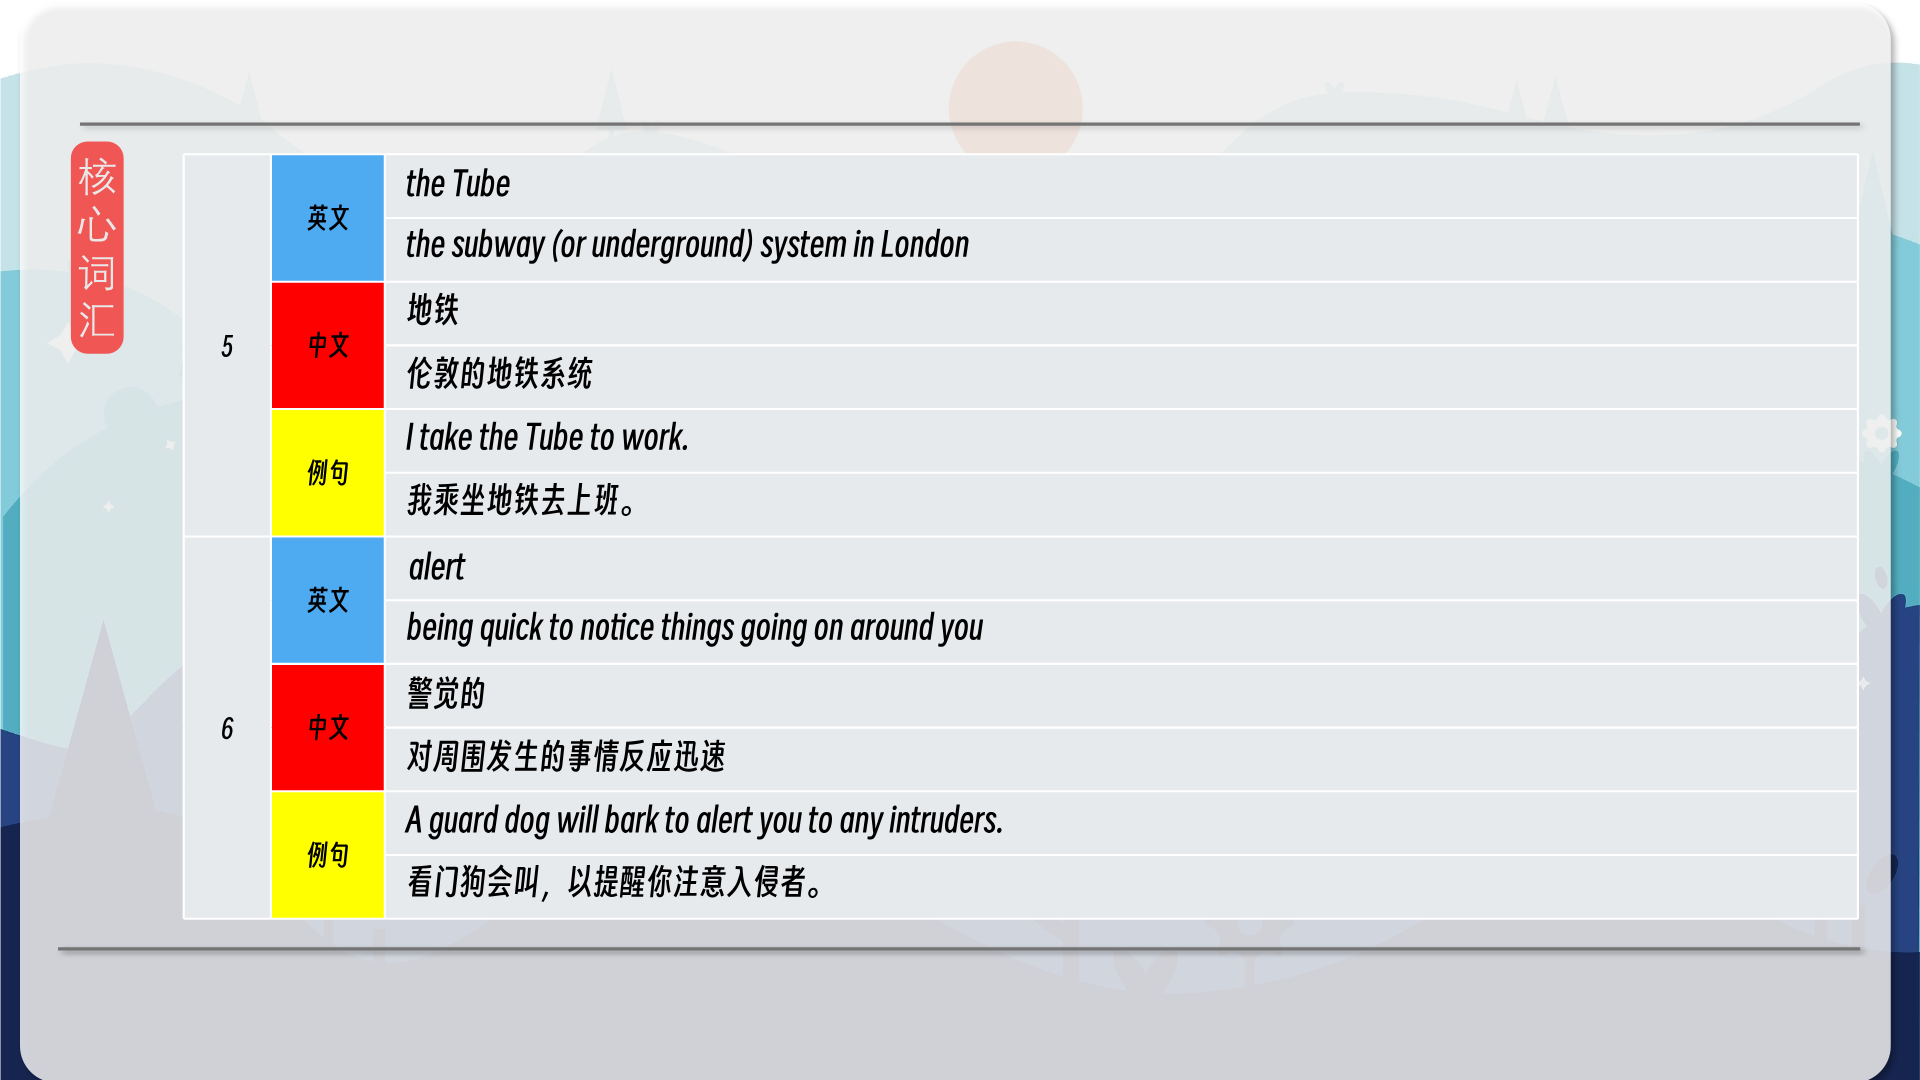 核
心
词
汇
5
英文
the Tube
the subway (or underground) system in London
中文
地铁
伦敦的地铁系统
例句
I take the Tube to work.
我乘坐地铁去上班。
6
英文
alert
being quick to notice things going on around you
中文
警觉的
对周围发生的事情反应迅速
例句
A guard dog will bark to alert you to any intruders.
看门狗会叫，以提醒你注意入侵者。